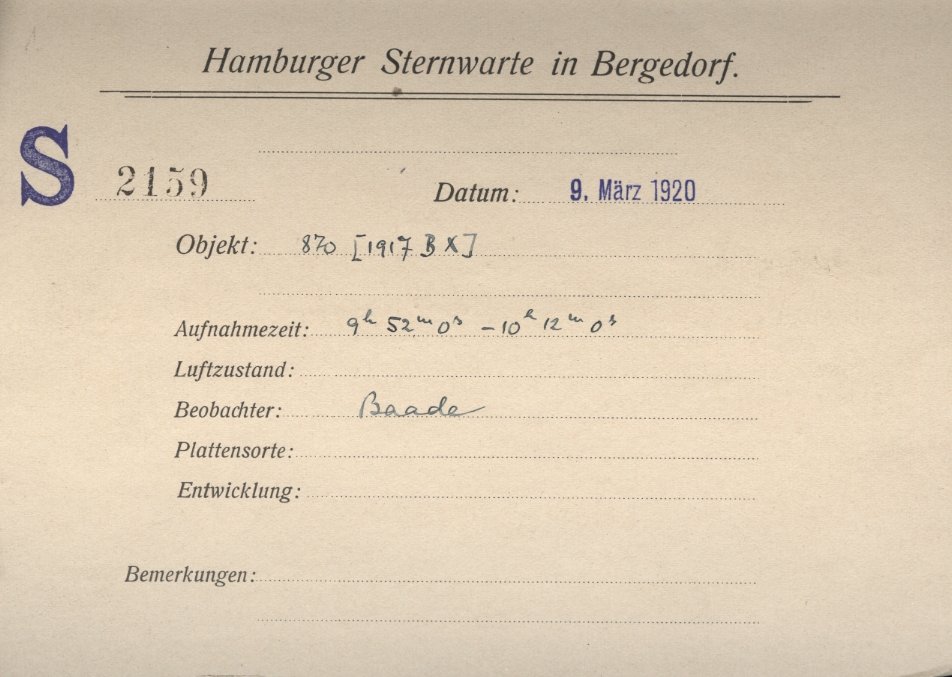 Hamburger Sternwarte in Bergedorf.
S 2159 Datum: 9. März 1920
Objekt: 870 [1917 BX]
Aufnahmezeit: 9h 52m 0s - 10h 12m 0s
Luftzustand:
Beobachter: Baade
Plattensorte:
Entwicklung:
Bemerkungen: